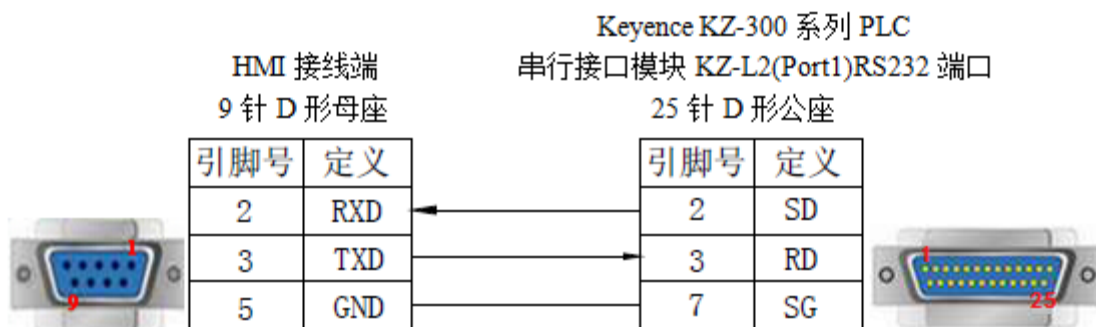 Keyence KZ-300 系列 PLC
HMI 接线端
串行接口模块 KZ-L2(Port1)RS232 端口
9 针 D 形母座
25 针 D 形公座
引脚号 定义 引脚号 定义
2 RXD 2 SD
3 TXD 3 RD
5 GND 7 SG
1
9
1
25